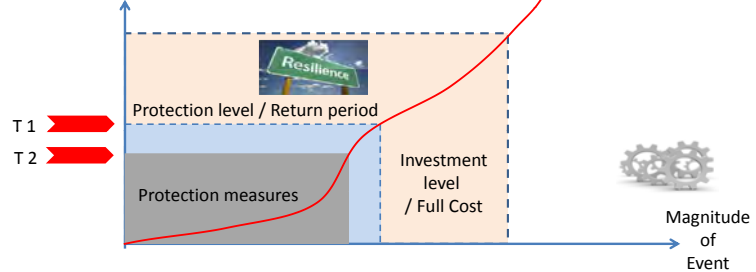 Resilience
Protection level / Return period
T 1
T 2
Investment
level
/ Full Cost
Protection measures
Magnitude
of
Event